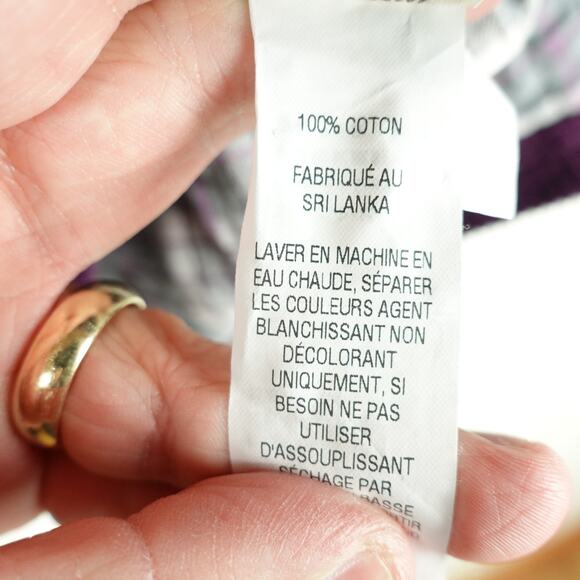 100% COTON
FABRIQUÉ AU
SRI LANKA
LAVER EN MACHINE EN
EAU CHAUDE, SÉPARER
LES COULEURS AGENT
BLANCHISSANT NON
DÉCOLORANT
UNIQUEMENT, SI
BESOIN NE PAS
UTILISER
D'ASSOUPLISSANT
SÉCHAGE PAR
BASSE